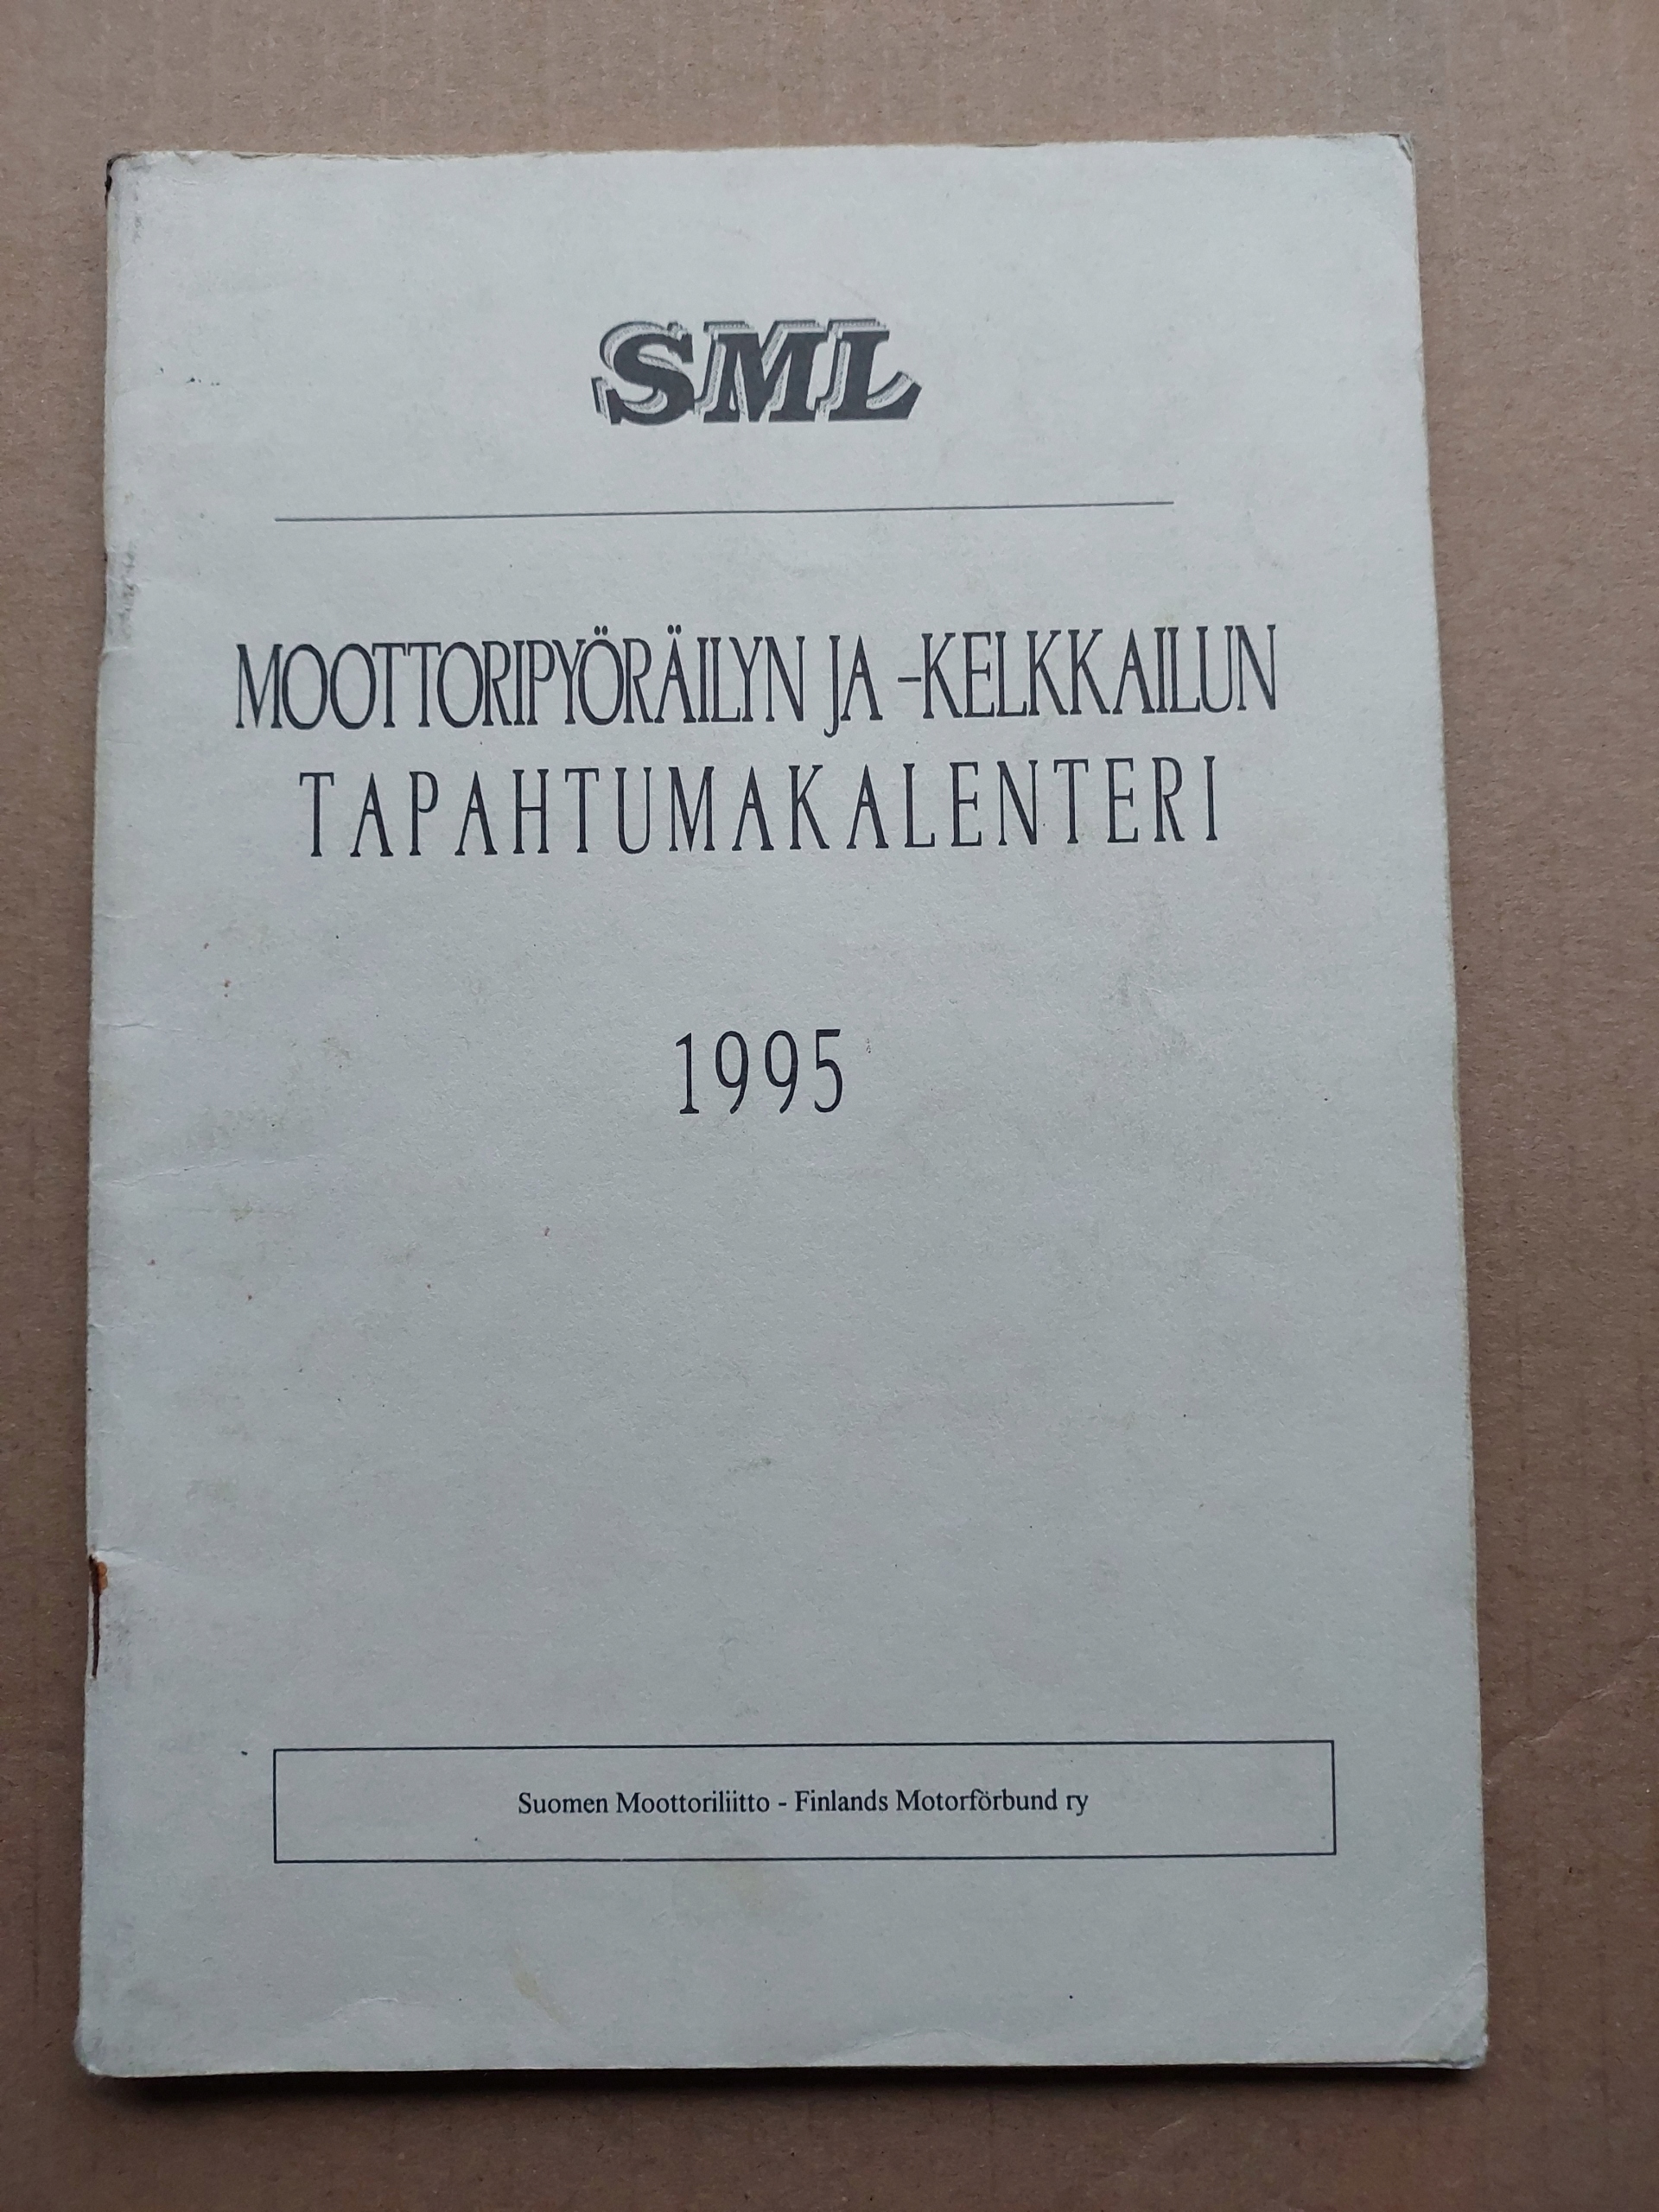 SML
MOOTTORIPYÖRÄILYN JA -KELKKAILUN
TAPAHTUMAKALENTERI
1995
Suomen Moottoriliitto - Finlands Motorförbund ry